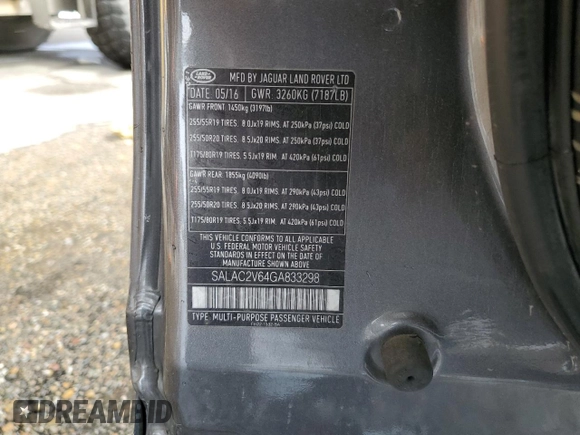 LAND ROVER
MFD BY JAGUAR LAND ROVER LTD
DATE 05/16 GWR 3260KG (7187LB)
GAWR FRONT 1450kg (3197lb)
255/55R19 TIRES. 8 0Jx19 RIMS. AT 250kPa (37psi) COLD
255/50R20 TIRES. 8 5Jx20 RIMS. AT 250kPa (37psi) COLD
T175/80R19 TIRES. 5 5Jx19 RIM AT 420kPa (61psi) COLD
GAWR REAR 1855kg (4090lb)
255/55R19 TIRES. 8 0Jx19 RIMS. AT 290kPa (43psi) COLD
255/50R20 TIRES. 8 5Jx20 RIMS. AT 290kPa (43psi) COLD
T175/80R19 TIRES. 5 5Jx19 RIM AT 420kPa (61psi) COLD
THIS VEHICLE CONFORMS TO ALL APPLICABLE
U.S. FEDERAL MOTOR VEHICLE SAFETY
STANDARDS IN EFFECT ON THE DATE OF
MANUFACTURE SHOWN ABOVE
SALAC2V64GA833298
TYPE: MULTI-PURPOSE PASSENGER VEHICLE
DREAMBID